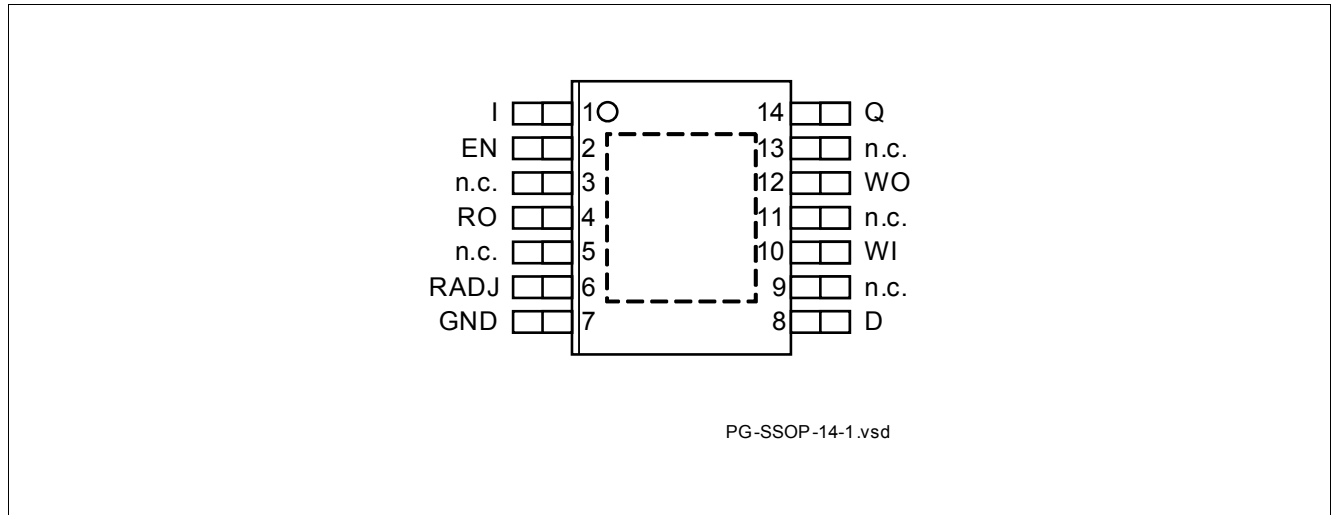 I 1 14 Q
EN 2 13 n.c.
n.c. 3 12 WO
RO 4 11 n.c.
n.c. 5 10 WI
RADJ 6 9 n.c.
GND 7 8 D
PG-SSOP-14-1.vsd